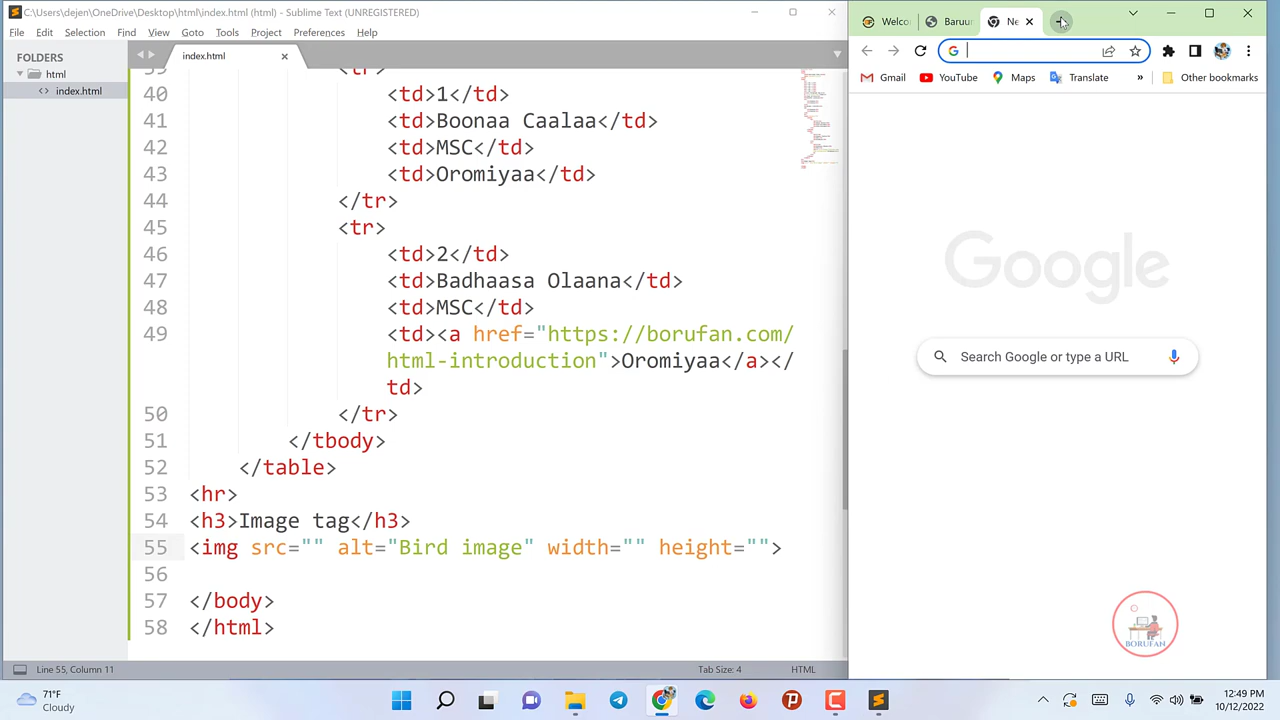 C:\Users\dejen\OneDrive\Desktop\html\index.html (html) - Sublime Text (UNREGISTERED)
File Edit Selection Find View Goto Tools Project Preferences Help
FOLDERS
html
index.html
index.html
<tr>
40 <td>1</td>
41 <td>Boonaa Caalaa</td>
42 <td>MSC</td>
43 <td>Oromiyaa</td>
44 </tr>
45 <tr>
46 <td>2</td>
47 <td>Badhaasa Olaana</td>
48 <td>MSC</td>
49 <td><a href="https://borufan.com/
html-introduction">Oromiyaa</a></
td>
50 </tr>
51 </tbody>
52 </table>
53 <hr>
54 <h3>Image tag</h3>
55 <img src="" alt="Bird image" width="" height="">
56
57 </body>
58 </html>
Line 55, Column 11
Tab Size: 4
HTML
Welco
Baruu
Ne
Gmail YouTube Maps Translate » Other bookmarks
Google
Search Google or type a URL
BORUFAN
71°F
Cloudy
12:49 PM
10/12/2022